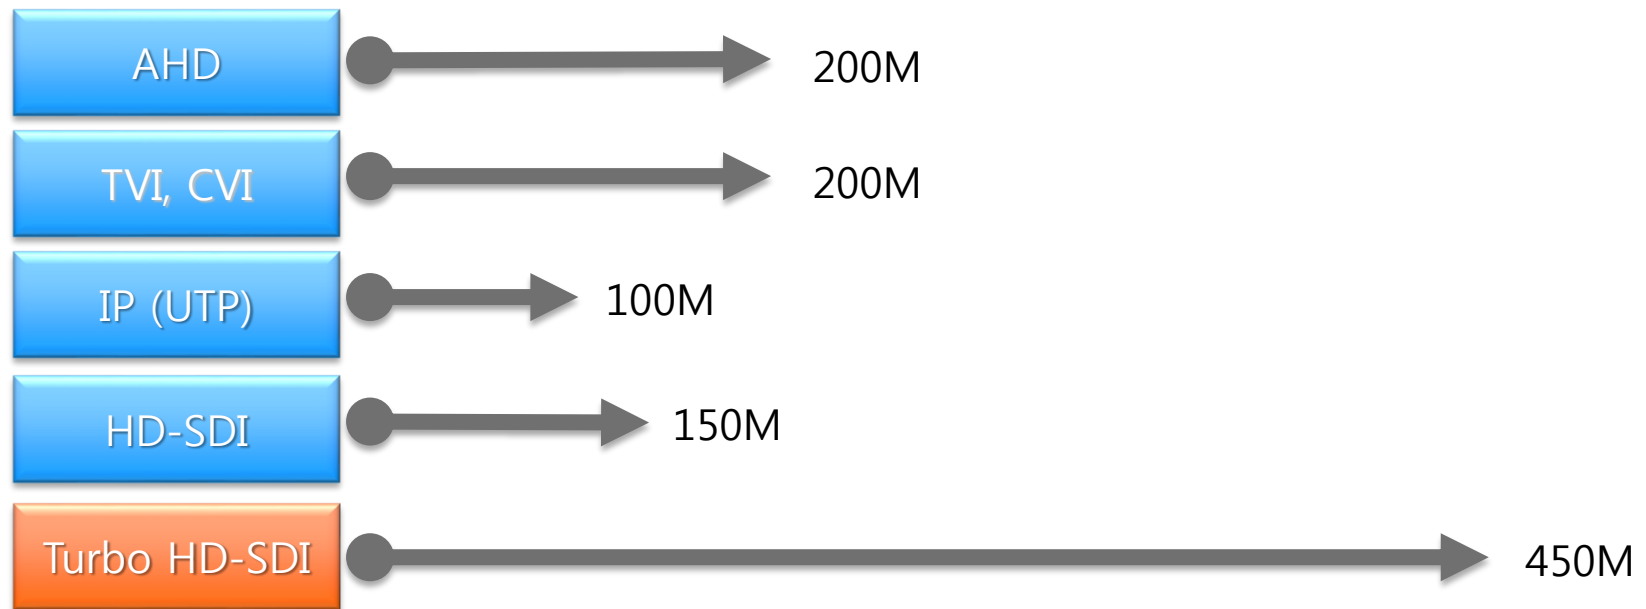 AHD 200M
TVI, CVI 200M
IP (UTP) 100M
HD-SDI 150M
Turbo HD-SDI 450M